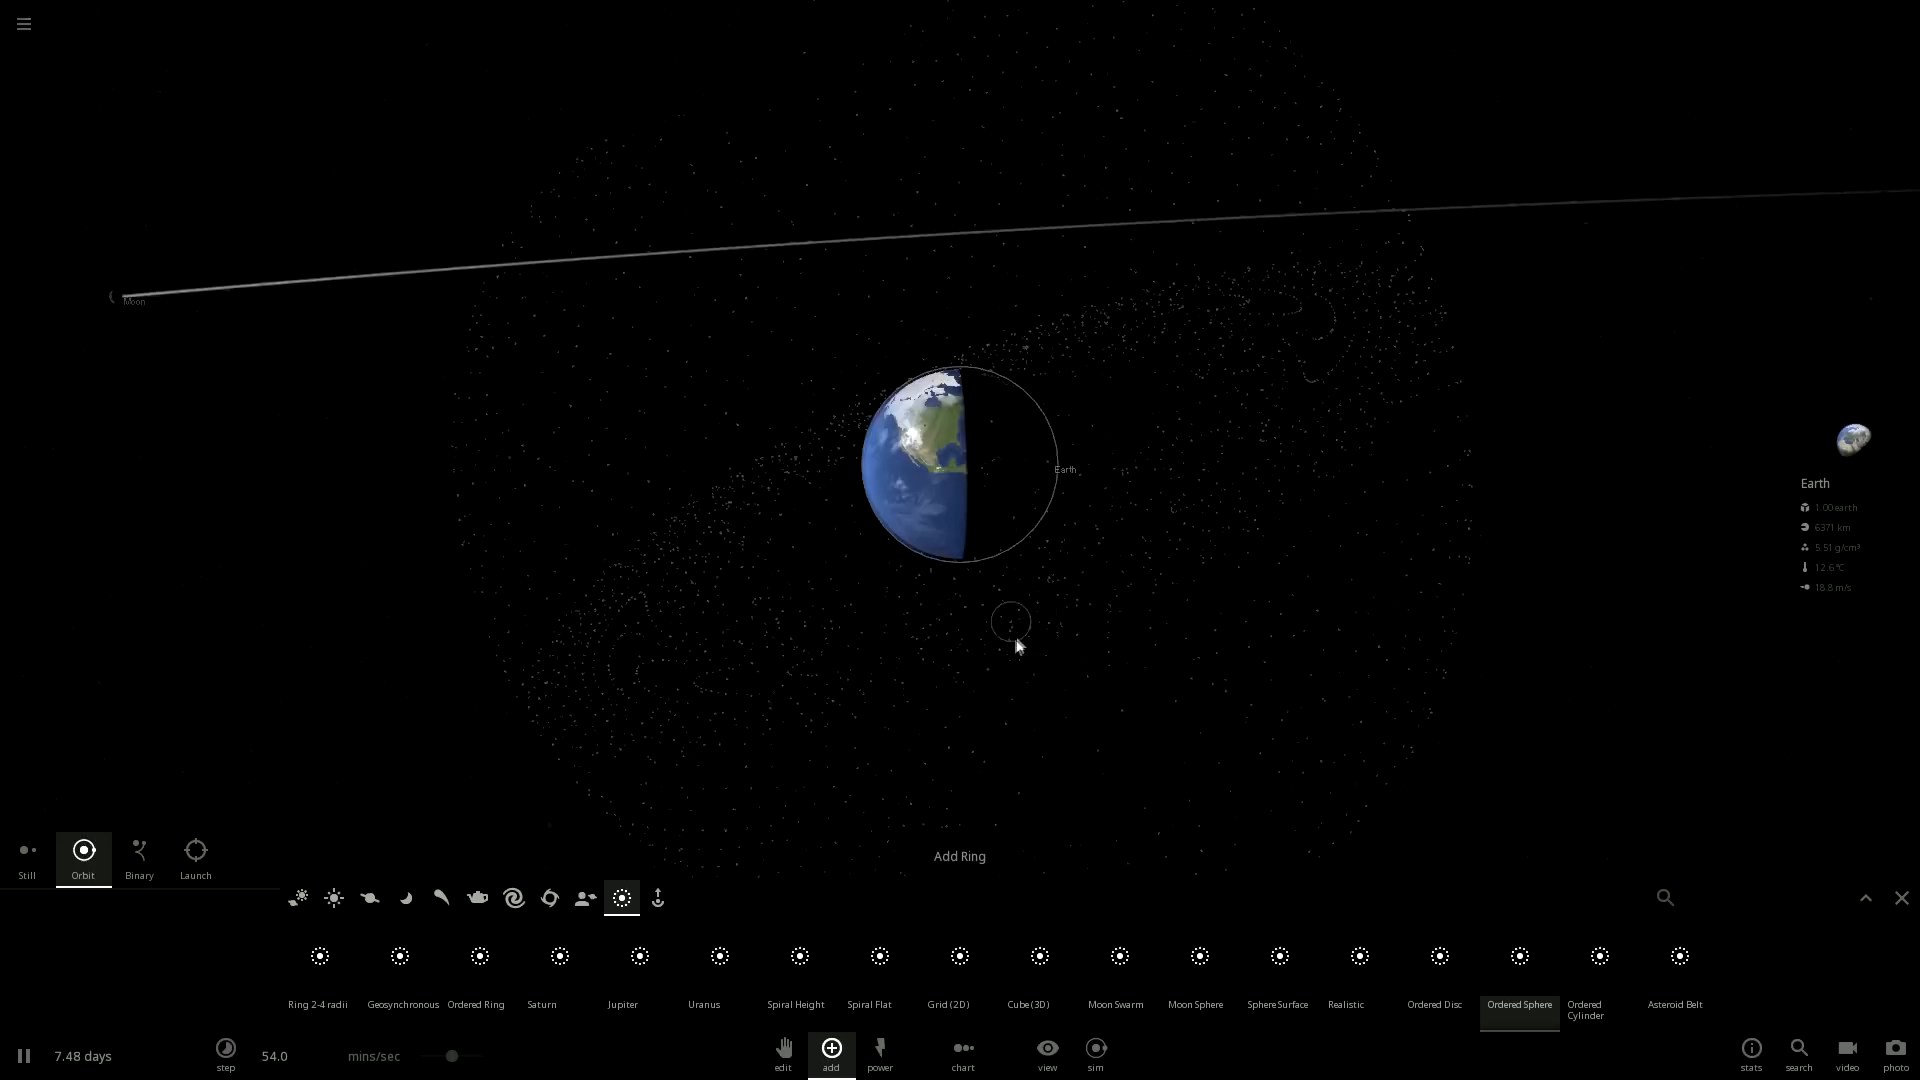 Moon
Earth
Earth
1.00 earth
6371 km
5.51 g/cm³
12.6 °C
18.8 m/s
Still
Orbit
Binary
Launch
Add Ring
Ring 2-4 radii
Geosynchronous
Ordered Ring
Saturn
Jupiter
Uranus
Spiral Height
Spiral Flat
Grid (2D)
Cube (3D)
Moon Swarm
Moon Sphere
Sphere Surface
Realistic
Ordered Disc
Ordered Sphere
Ordered
Cylinder
Asteroid Belt
7.48 days
step
54.0
mins/sec
edit
add
power
chart
view
sim
stats
search
video
photo